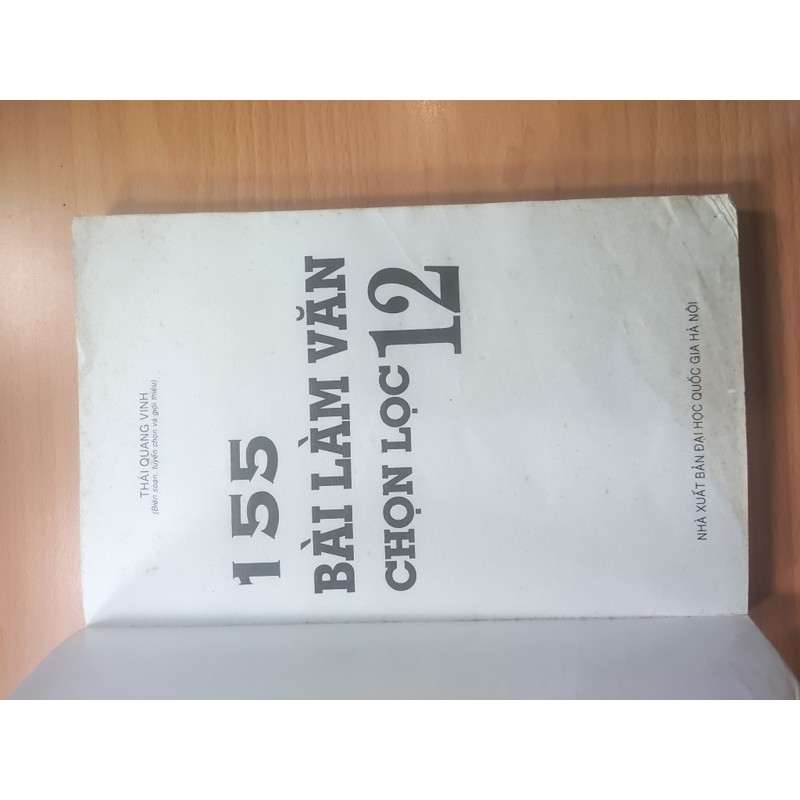 THÁI QUANG VINH
(Biên soạn, tuyển chọn và giới thiệu)
155
BÀI LÀM VĂN
CHỌN LỌC 12
NHÀ XUẤT BẢN ĐẠI HỌC QUỐC GIA HÀ NỘI